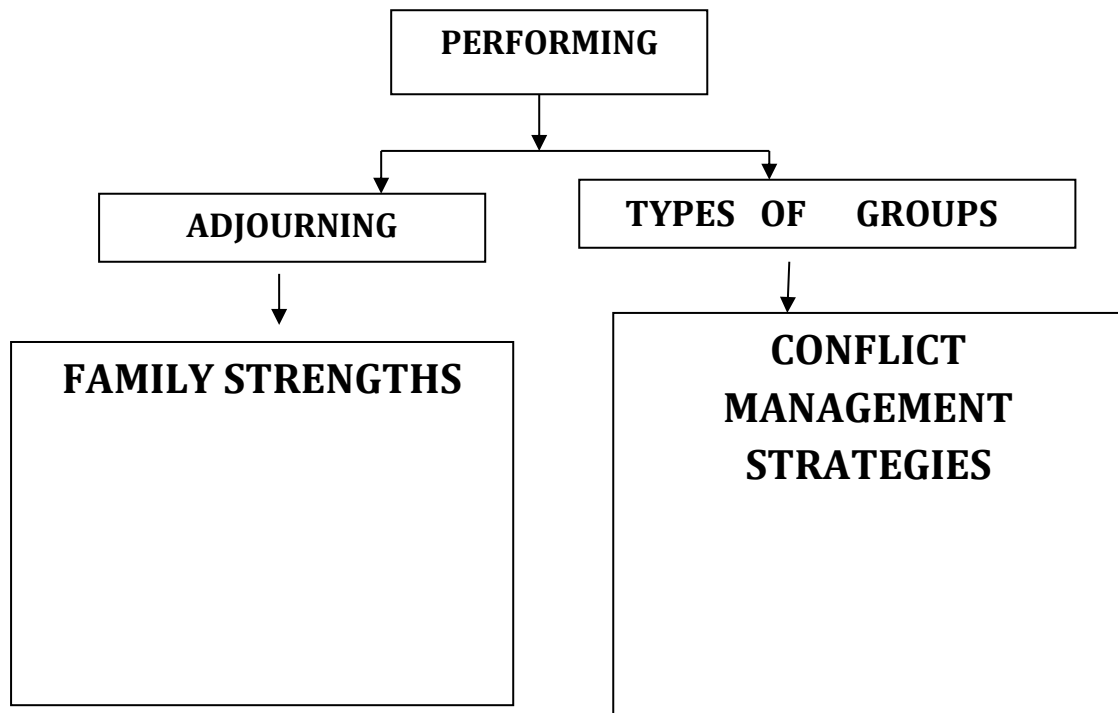 PERFORMING
ADJOURNING
TYPES OF GROUPS
FAMILY STRENGTHS
CONFLICT
MANAGEMENT
STRATEGIES